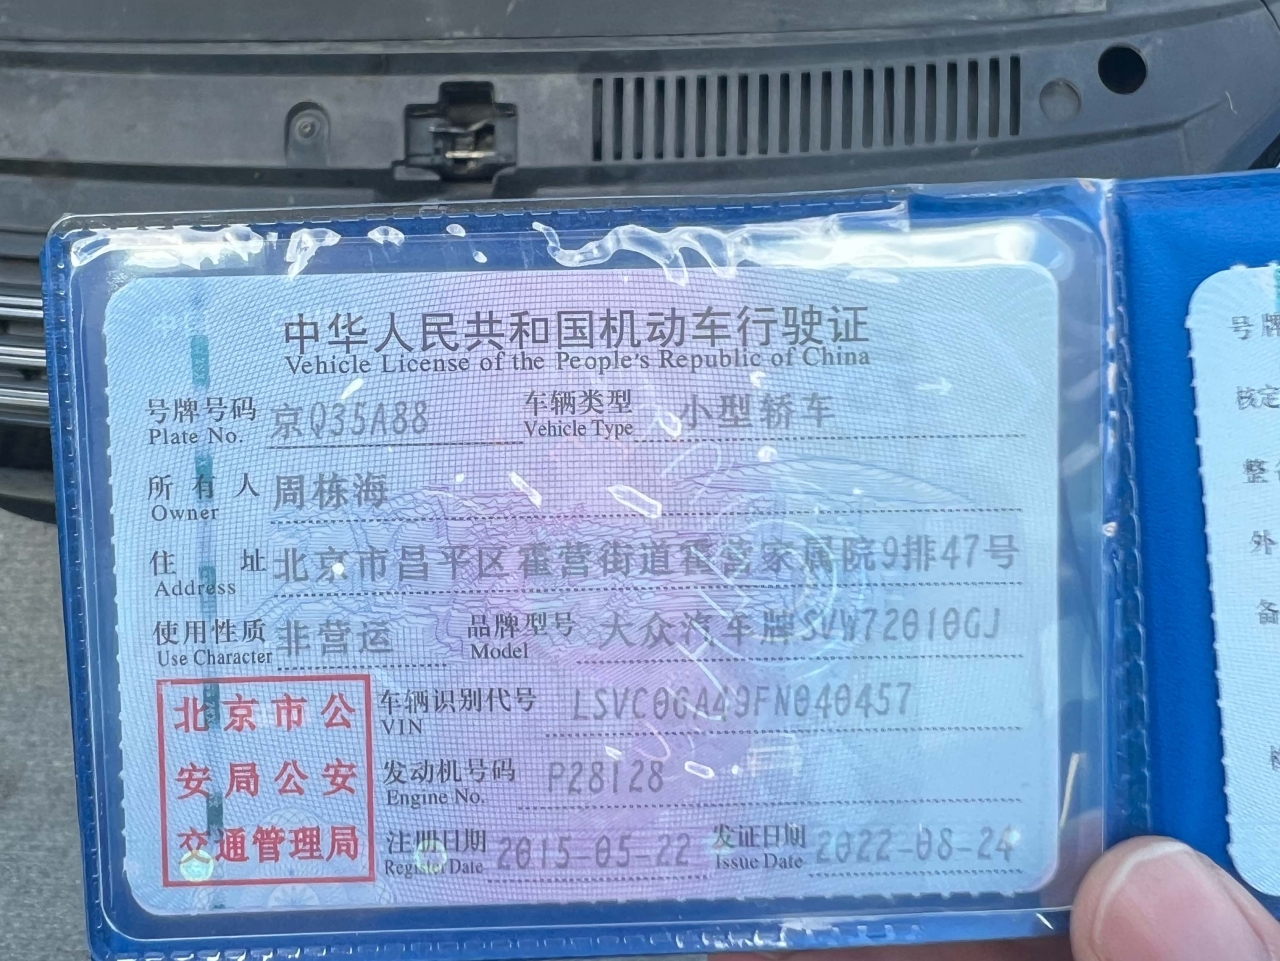 中华人民共和国机动车行驶证
Vehicle License of the People's Republic of China
号牌号码 京Q35A88 车辆类型 小型轿车
Plate No. Vehicle Type
所有人 周栋海
Owner
住址 北京市昌平区霍营街道霍营家属院9排47号
Address
使用性质 非营运 品牌型号 大众汽车牌SVW72010GJ
Use Character Model
北京市公
安局公安
交通管理局
车辆识别代号 LSVC06A49FN040457
VIN
发动机号码 P28128
Engine No.
注册日期 2015-05-22 发证日期 2022-08-24
Register Date Issue Date
号牌
核定
外
备